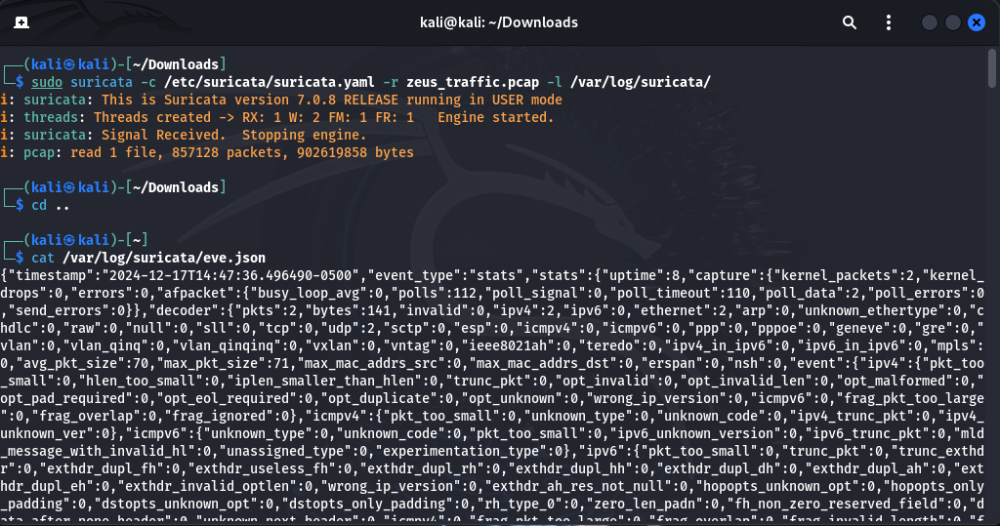 kali@kali: ~/Downloads
┌──(kali㉿kali)-[~/Downloads]
└─$ sudo suricata -c /etc/suricata/suricata.yaml -r zeus_traffic.pcap -l /var/log/suricata/
i: suricata: This is Suricata version 7.0.8 RELEASE running in USER mode
i: threads: Threads created -> RX: 1 W: 2 FM: 1 FR: 1   Engine started.
i: suricata: Signal Received.  Stopping engine.
i: pcap: read 1 file, 857128 packets, 902619858 bytes
┌──(kali㉿kali)-[~/Downloads]
└─$ cd ..
┌──(kali㉿kali)-[~]
└─$ cat /var/log/suricata/eve.json
{"timestamp":"2024-12-17T14:47:36.496490-0500","event_type":"stats","stats":{"uptime":8,"capture":{"kernel_packets":2,"kernel_
drops":0,"errors":0,"afpacket":{"busy_loop_avg":0,"polls":112,"poll_signal":0,"poll_timeout":110,"poll_data":2,"poll_errors":0
,"send_errors":0}},"decoder":{"pkts":2,"bytes":141,"invalid":0,"ipv4":2,"ipv6":0,"ethernet":2,"arp":0,"unknown_ethertype":0,"c
hdlc":0,"raw":0,"null":0,"sll":0,"tcp":0,"udp":2,"sctp":0,"esp":0,"icmpv4":0,"icmpv6":0,"ppp":0,"pppoe":0,"geneve":0,"gre":0,"
vlan":0,"vlan_qinq":0,"vlan_qinqinq":0,"vxlan":0,"vntag":0,"ieee8021ah":0,"teredo":0,"ipv4_in_ipv6":0,"ipv6_in_ipv6":0,"mpls":
0,"avg_pkt_size":70,"max_pkt_size":71,"max_mac_addrs_src":0,"max_mac_addrs_dst":0,"erspan":0,"nsh":0,"event":{"ipv4":{"pkt_too
_small":0,"hlen_too_small":0,"iplen_smaller_than_hlen":0,"trunc_pkt":0,"opt_invalid":0,"opt_invalid_len":0,"opt_malformed":0,"
opt_pad_required":0,"opt_eol_required":0,"opt_duplicate":0,"opt_unknown":0,"wrong_ip_version":0,"icmpv6":0,"frag_pkt_too_large
":0,"frag_overlap":0,"frag_ignored":0},"icmpv4":{"pkt_too_small":0,"unknown_type":0,"unknown_code":0,"ipv4_trunc_pkt":0,"ipv4_
unknown_ver":0},"icmpv6":{"unknown_type":0,"unknown_code":0,"pkt_too_small":0,"ipv6_unknown_version":0,"ipv6_trunc_pkt":0,"mld
_message_with_invalid_hl":0,"unassigned_type":0,"experimentation_type":0},"ipv6":{"pkt_too_small":0,"trunc_pkt":0,"trunc_exthd
r":0,"exthdr_dupl_fh":0,"exthdr_useless_fh":0,"exthdr_dupl_rh":0,"exthdr_dupl_hh":0,"exthdr_dupl_dh":0,"exthdr_dupl_ah":0,"ext
hdr_dupl_eh":0,"exthdr_invalid_optlen":0,"wrong_ip_version":0,"exthdr_ah_res_not_null":0,"hopopts_unknown_opt":0,"hopopts_only
_padding":0,"dstopts_unknown_opt":0,"dstopts_only_padding":0,"rh_type_0":0,"zero_len_padn":0,"fh_non_zero_reserved_field":0,"d
ata_after_none_header":0,"unknown_next_header":0,"icmpv4":0,"frag_pkt_too_large":0,"frag_overlap":0,"frag_invalid_length":0,"f